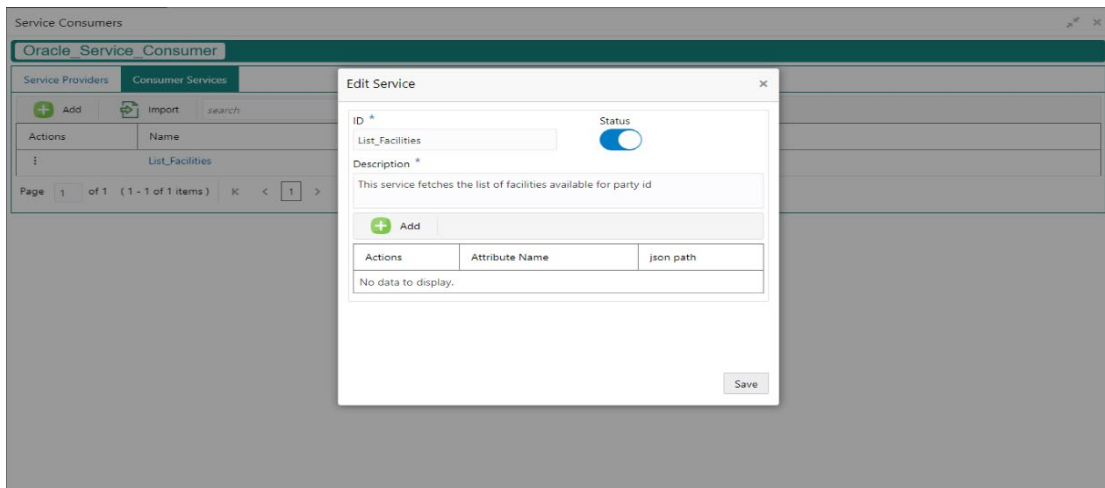 Service Consumers
Oracle_Service_Consumer
Service Providers Consumer Services
Add Import search
Actions Name
List_Facilities
Page 1 of 1 (1 - 1 of 1 items) K < 1 >
Edit Service ×
ID * Status
List_Facilities
Description *
This service fetches the list of facilities available for party id
Add
Actions Attribute Name json path
No data to display.
Save